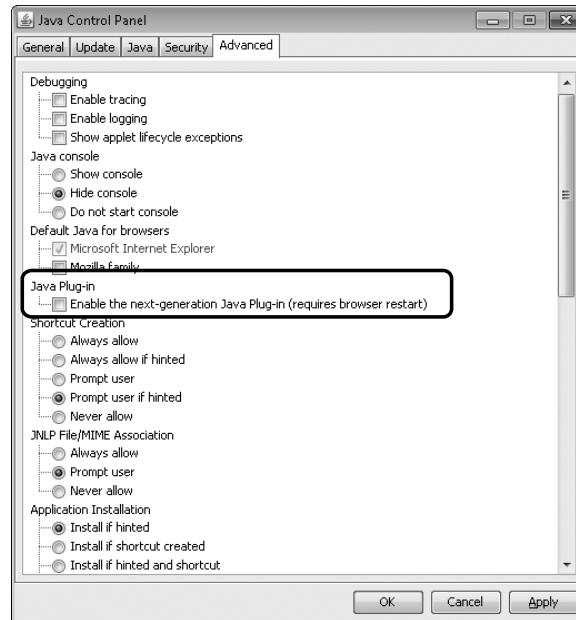 Java Control Panel
General Update Java Security Advanced
Debugging
Enable tracing
Enable logging
Show applet lifecycle exceptions
Java console
Show console
Hide console
Do not start console
Default Java for browsers
Microsoft Internet Explorer
Mozilla family
Java Plug-in
Enable the next-generation Java Plug-in (requires browser restart)
Shortcut Creation
Always allow
Always allow if hinted
Prompt user
Prompt user if hinted
Never allow
JNLP File/MIME Association
Always allow
Prompt user
Never allow
Application Installation
Install if hinted
Install if shortcut created
Install if hinted and shortcut
OK Cancel Apply